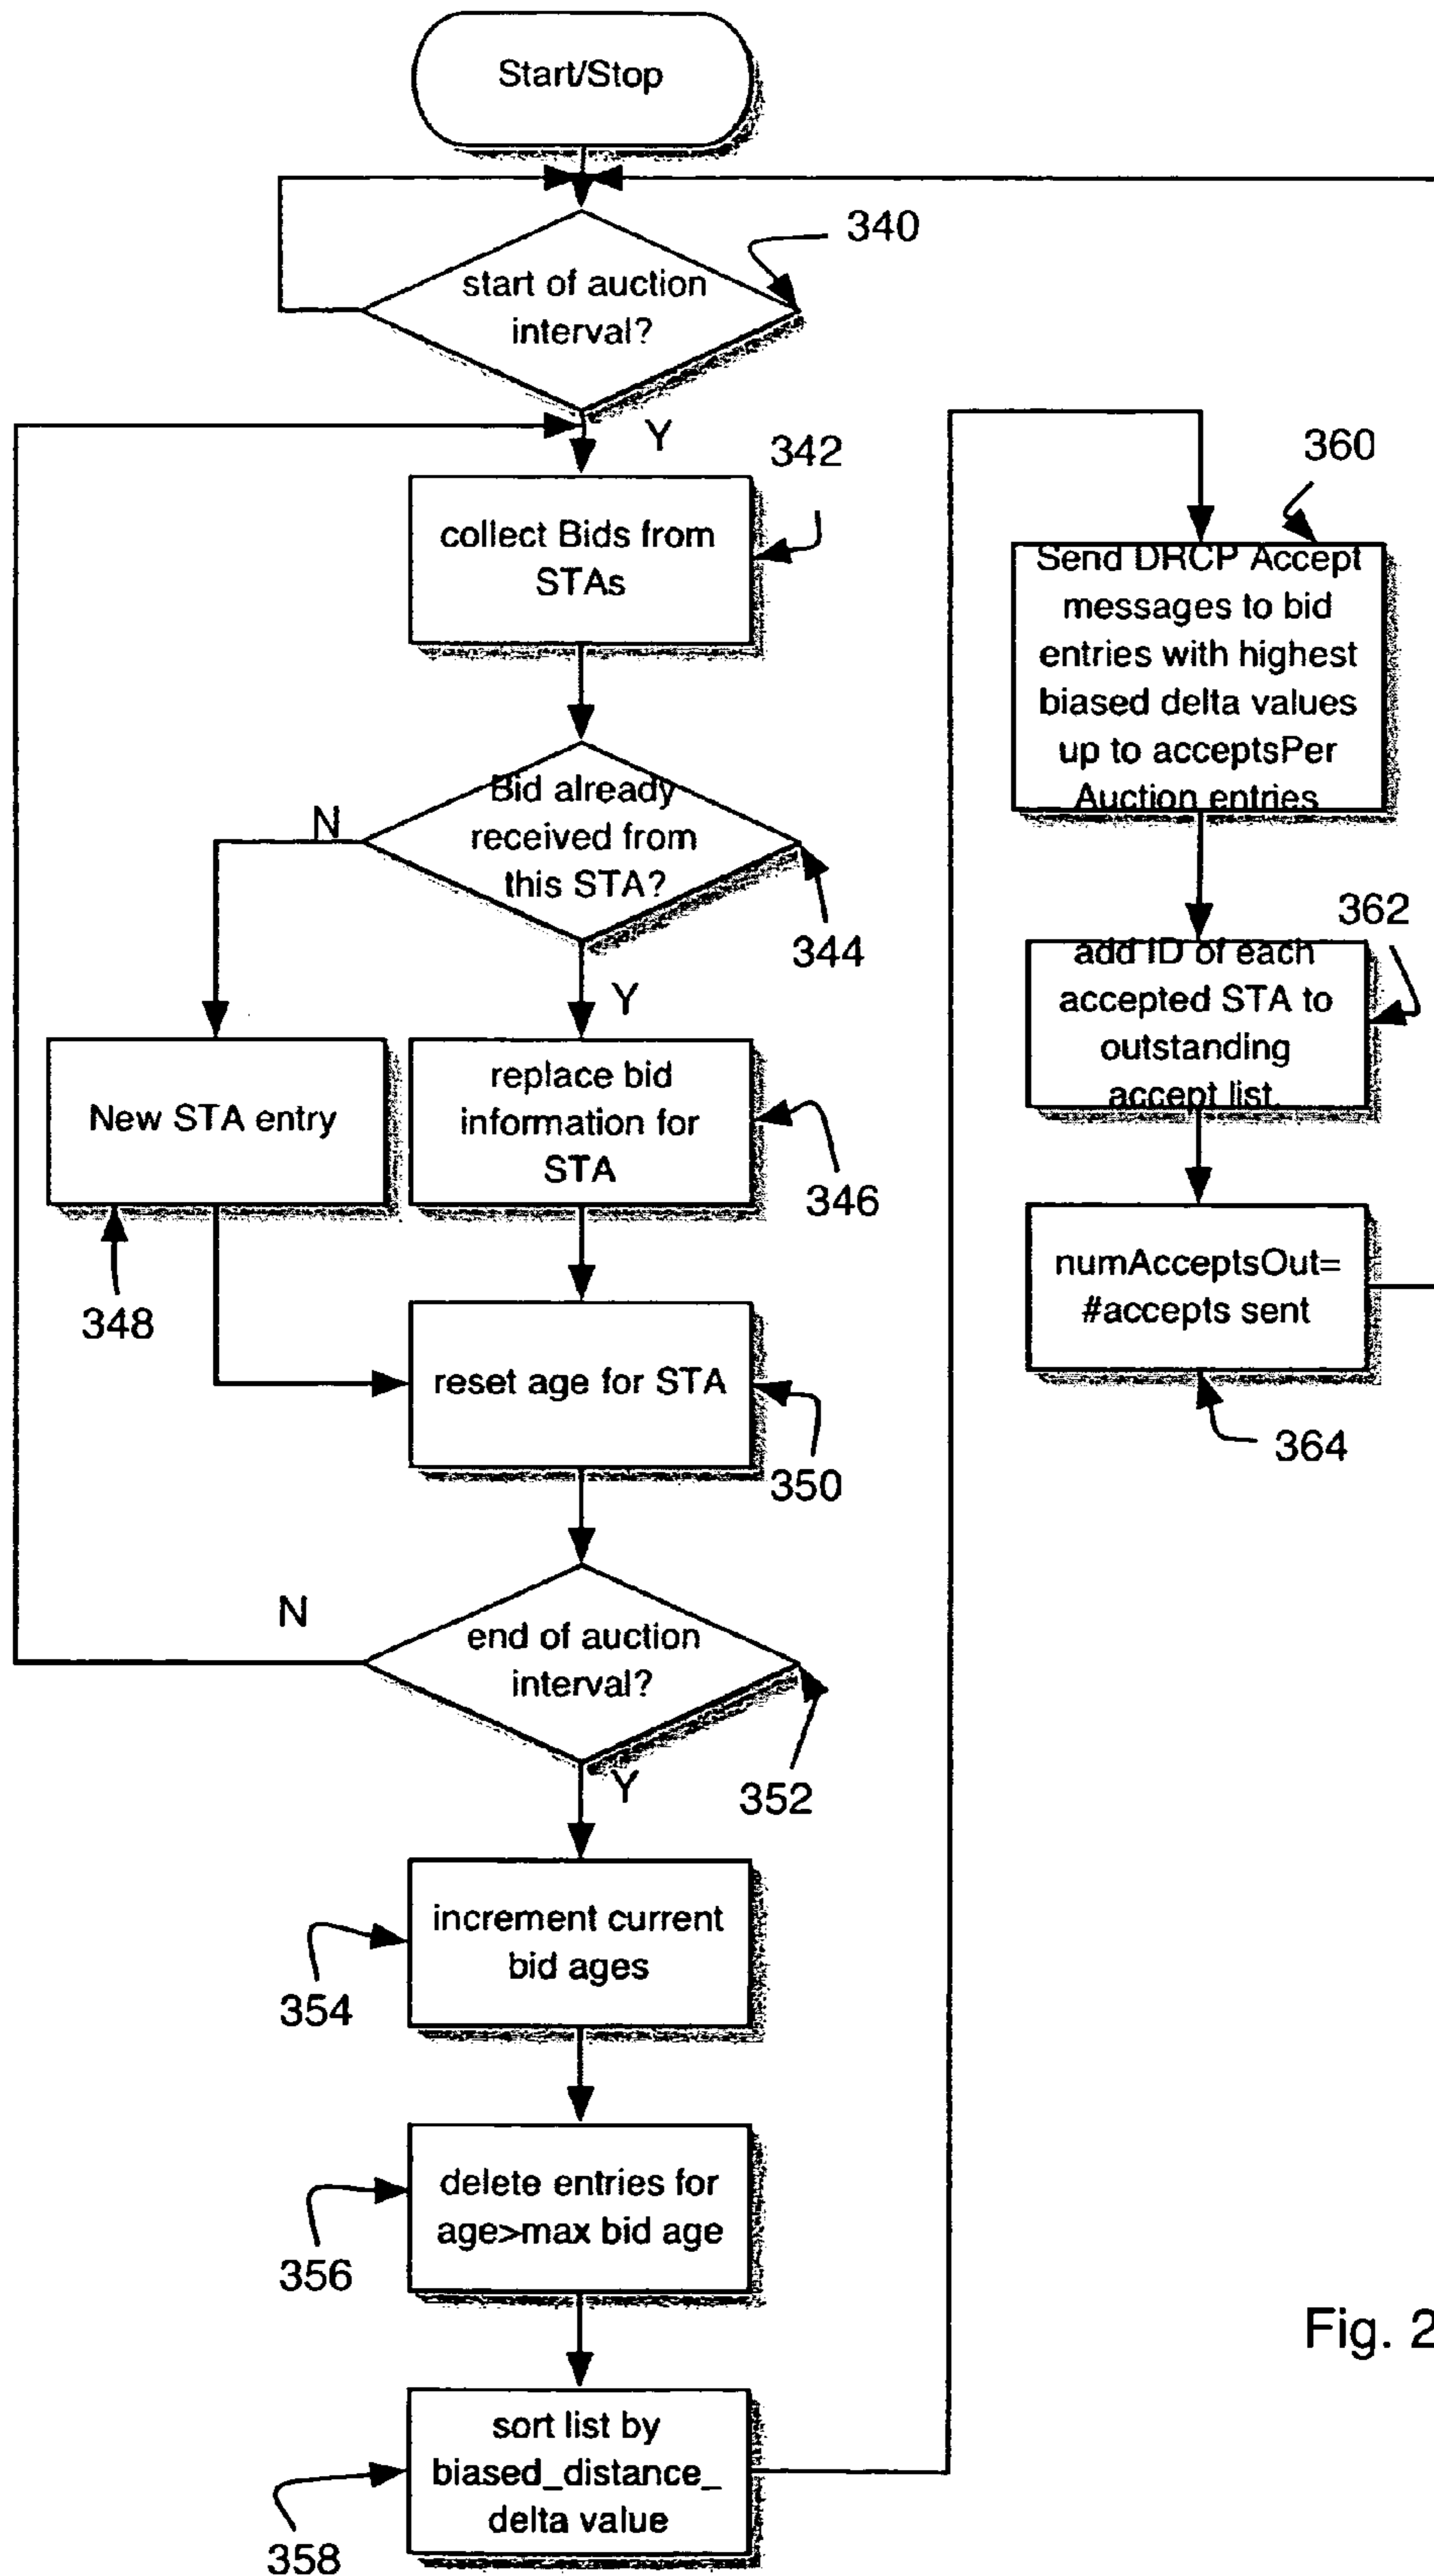 Start/Stop
start of auction
interval?
340
Y
collect Bids from
STAs
342
Bid already
received from
this STA?
N
344
Y
New STA entry
348
replace bid
information for
STA
346
reset age for STA
350
end of auction
interval?
N
352
Y
increment current
bid ages
354
delete entries for
age>max bid age
356
sort list by
biased_distance_
delta value
358
360
Send DRCP Accept
messages to bid
entries with highest
biased delta values
up to acceptsPer
Auction entries
362
add ID of each
accepted STA to
outstanding
accept list.
numAcceptsOut=
#accepts sent
364
Fig. 2